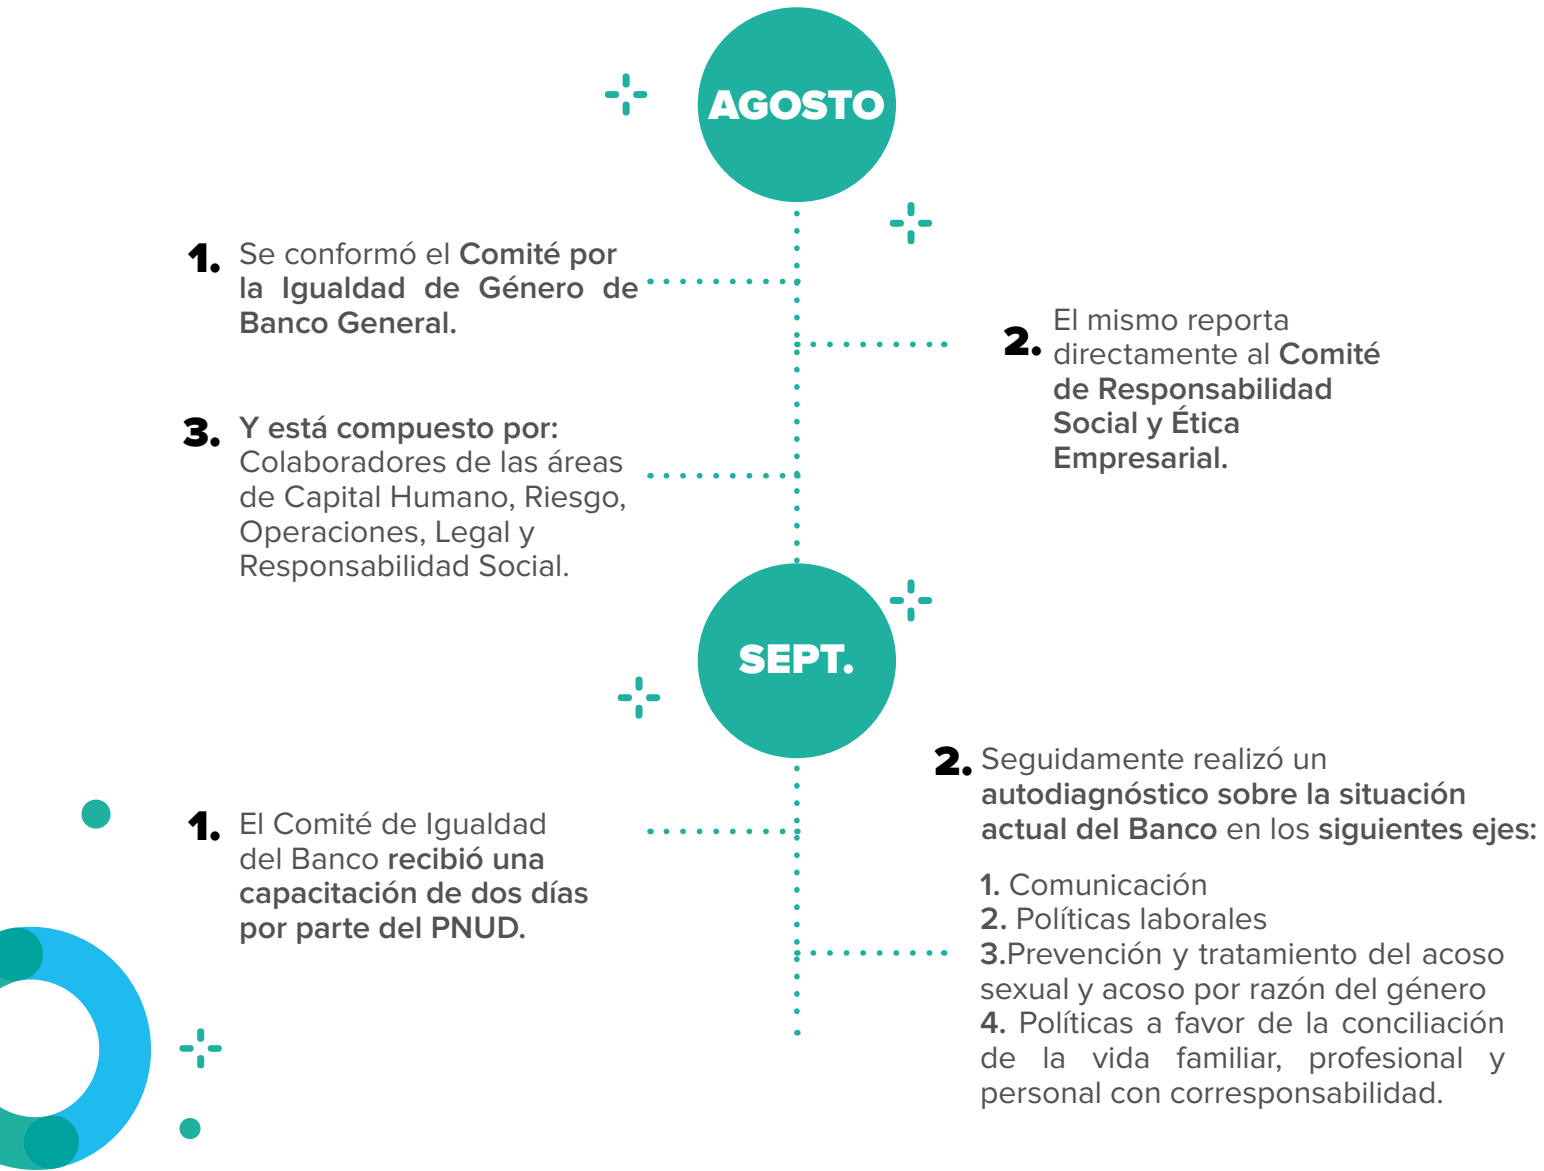 AGOSTO
1. Se conformó el Comité por
la Igualdad de Género de
Banco General.
2. El mismo reporta
directamente al Comité
de Responsabilidad
Social y Ética
Empresarial.
3. Y está compuesto por:
Colaboradores de las áreas
de Capital Humano, Riesgo,
Operaciones, Legal y
Responsabilidad Social.
SEPT.
1. El Comité de Igualdad
del Banco recibió una
capacitación de dos días
por parte del PNUD.
2. Seguidamente realizó un
autodiagnóstico sobre la situación
actual del Banco en los siguientes ejes:
1. Comunicación
2. Políticas laborales
3.Prevención y tratamiento del acoso
sexual y acoso por razón del género
4. Políticas a favor de la conciliación
de la vida familiar, profesional y
personal con corresponsabilidad.